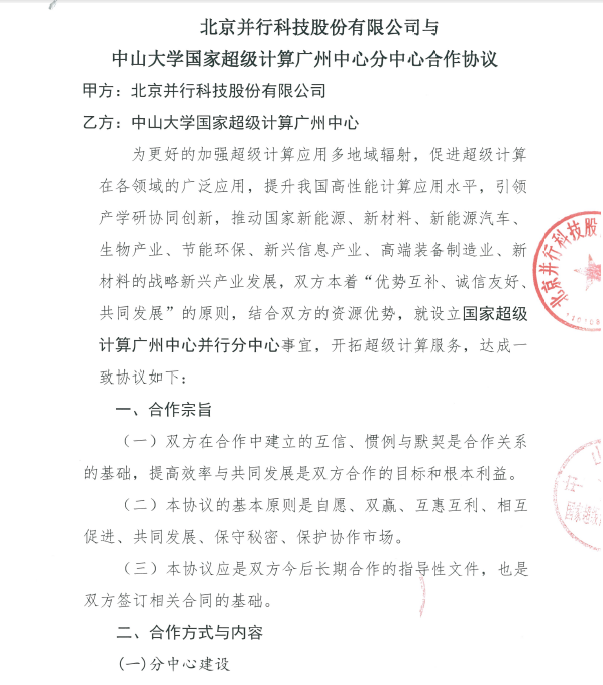 北京并行科技股份有限公司与
中山大学国家超级计算广州中心分中心合作协议
甲方：北京并行科技股份有限公司
乙方：中山大学国家超级计算广州中心
为更好的加强超级计算应用多地域辐射，促进超级计算
在各领域的广泛应用，提升我国高性能计算应用水平，引领
产学研协同创新，推动国家新能源、新材料、新能源汽车、
生物产业、节能环保、新兴信息产业、高端装备制造业、新
材料的战略新兴产业发展，双方本着“优势互补、诚信友好、
共同发展”的原则，结合双方的资源优势，就设立国家超级
计算广州中心并行分中心事宜，开拓超级计算服务，达成一
致协议如下：
一、合作宗旨
（一）双方在合作中建立的互信、惯例与默契是合作关系
的基础，提高效率与共同发展是双方合作的目标和根本利益。
（二）本协议的基本原则是自愿、双赢、互惠互利、相互
促进、共同发展、保守秘密、保护协作市场。
（三）本协议应是双方今后长期合作的指导性文件，也是
双方签订相关合同的基础。
二、合作方式与内容
(一)分中心建设
北京并行科技股